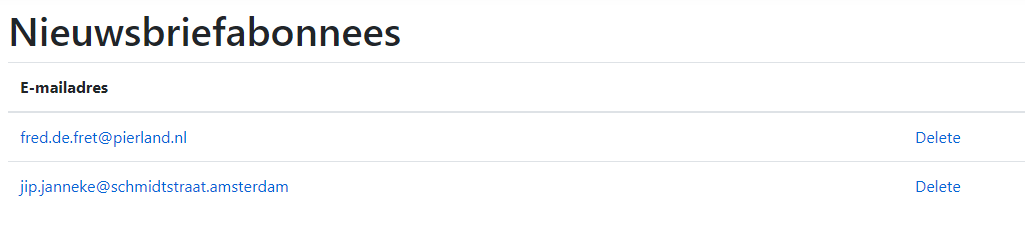 Nieuwsbriefabonnees
E-mailadres
fred.de.fret@pierland.nl Delete
jip.janneke@schmidtstraat.amsterdam Delete